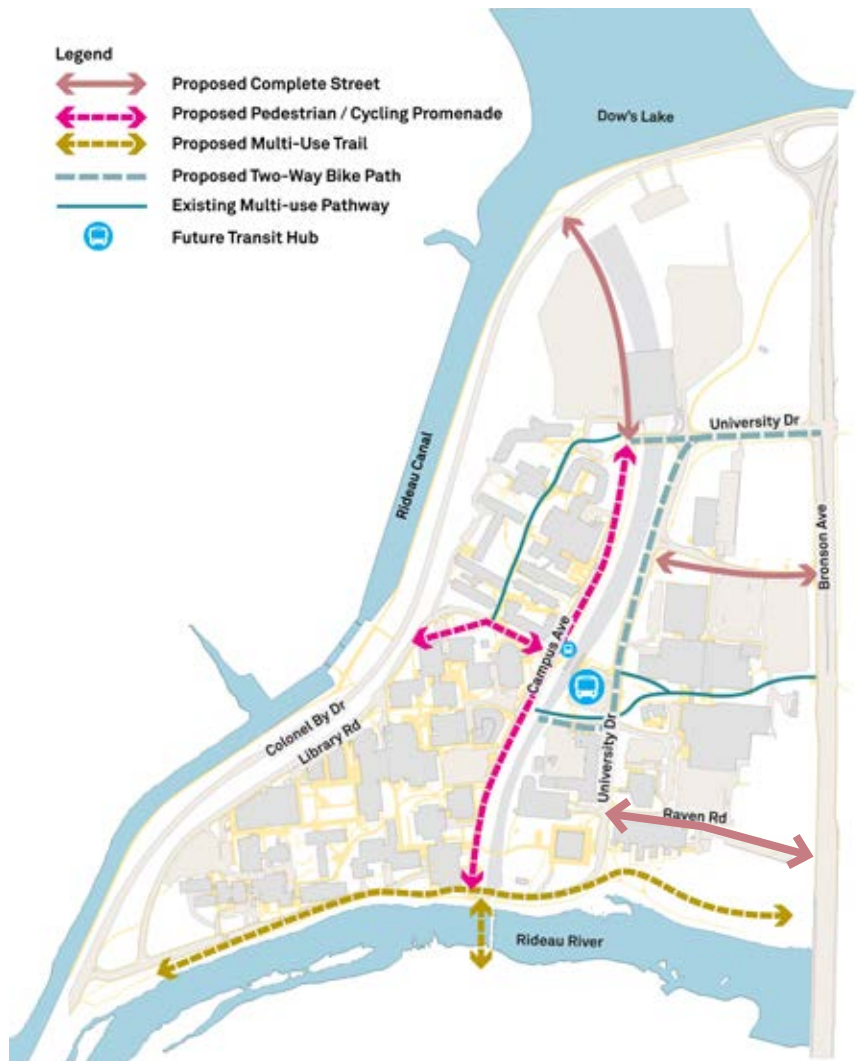 Legend
Proposed Complete Street
Proposed Pedestrian / Cycling Promenade
Proposed Multi-Use Trail
Proposed Two-Way Bike Path
Existing Multi-use Pathway
Future Transit Hub
Dow's Lake
University Dr
Rideau Canal
Bronson Ave
Campus Ave
Colonel By Dr
Library Rd
University Dr
Raven Rd
Rideau River